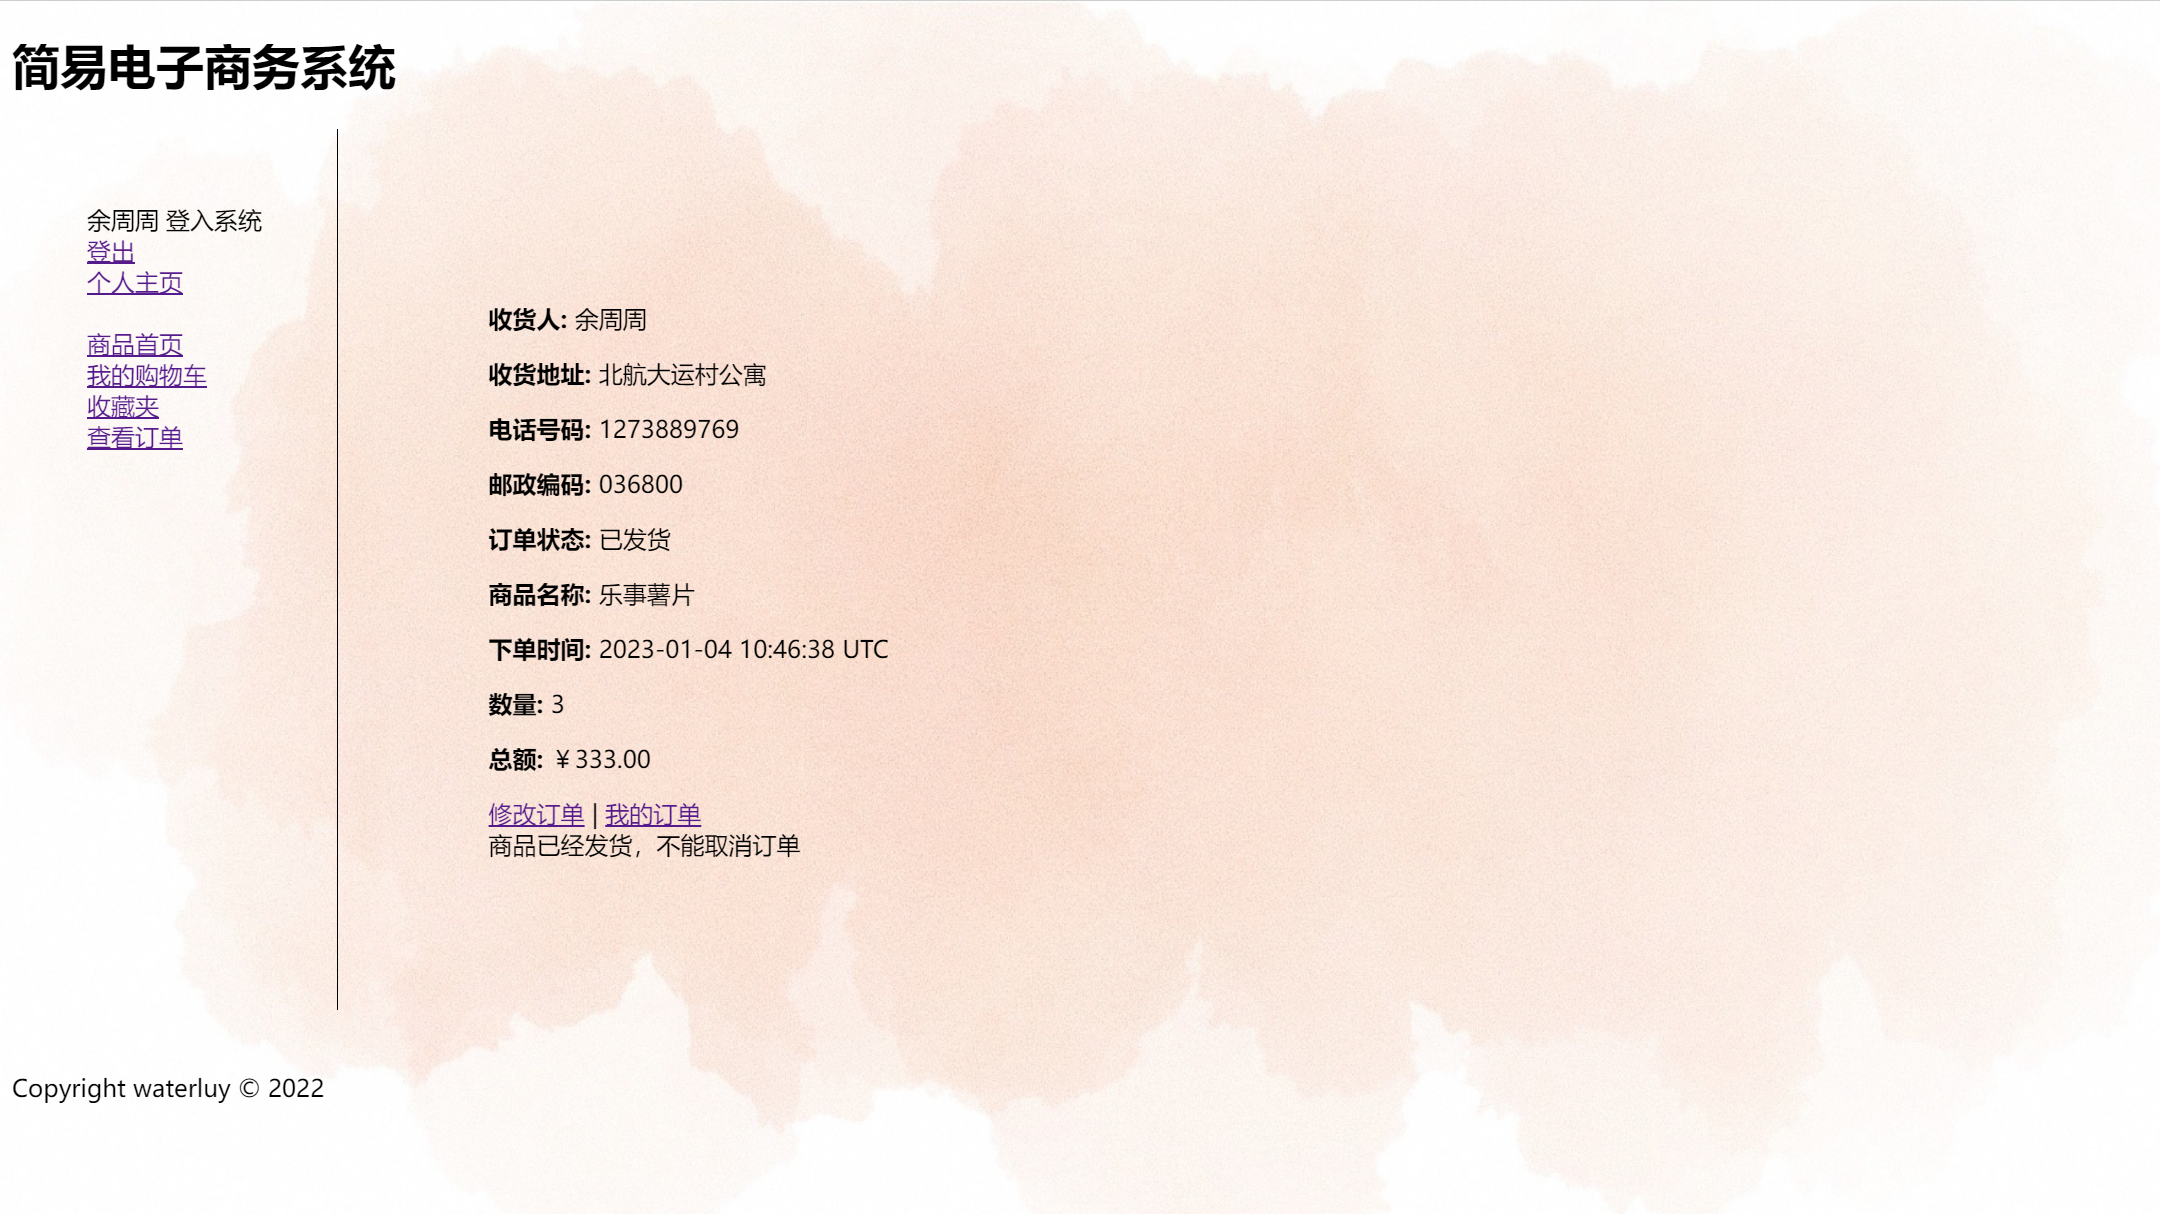 简易电子商务系统
余周周 登入系统
登出
个人主页
商品首页
我的购物车
收藏夹
查看订单
收货人: 余周周
收货地址: 北航大运村公寓
电话号码: 1273889769
邮政编码: 036800
订单状态: 已发货
商品名称: 乐事薯片
下单时间: 2023-01-04 10:46:38 UTC
数量: 3
总额: ￥333.00
修改订单 | 我的订单
商品已经发货，不能取消订单
Copyright waterluy © 2022